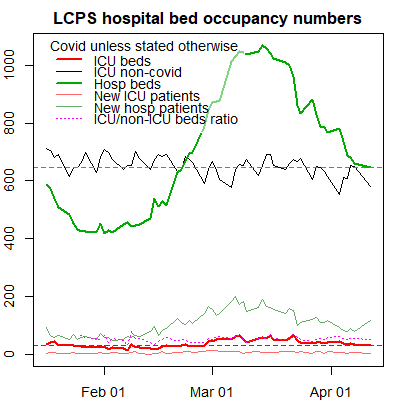 LCPS hospital bed occupancy numbers
Covid unless stated otherwise
ICU beds
ICU non-covid
Hosp beds
New ICU patients
New hosp patients
ICU/non-ICU beds ratio
1000
800
600
400
200
0
Feb 01 Mar 01 Apr 01